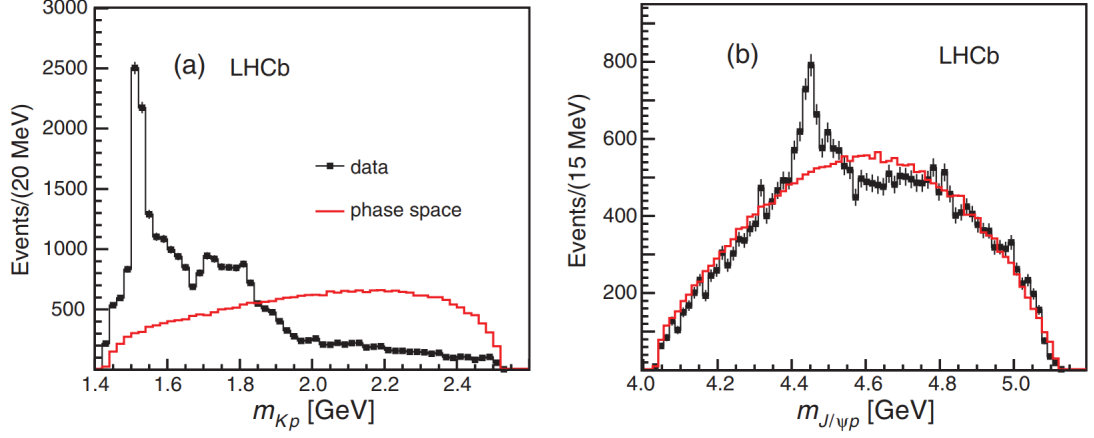 3000
2500
2000
1500
1000
500
Events/(20 MeV)
(a) LHCb
data
phase space
1.4 1.6 1.8 2.0 2.2 2.4
m_{Kp} [GeV]
800
600
400
200
0
Events/(15 MeV)
(b) LHCb
4.0 4.2 4.4 4.6 4.8 5.0
m_{J/ψp} [GeV]